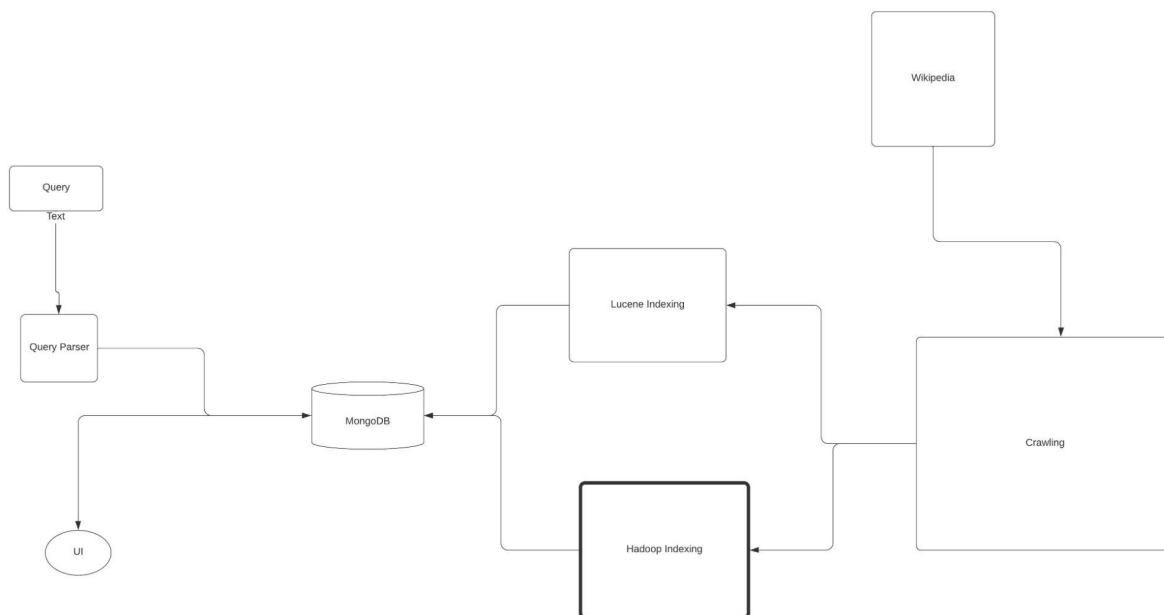 Wikipedia
Query
Text
Lucene Indexing
Query Parser
MongoDB
Crawling
Hadoop Indexing
UI